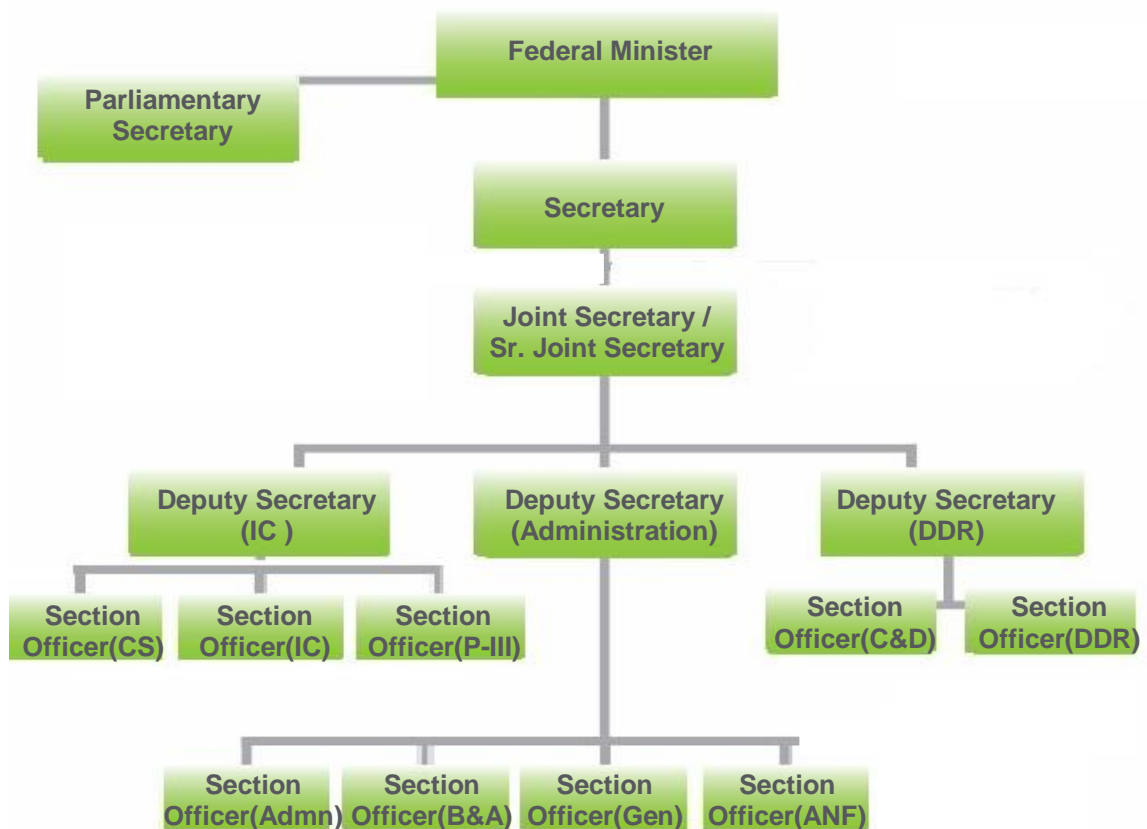 Federal Minister
Parliamentary
Secretary
Secretary
Joint Secretary /
Sr. Joint Secretary
Deputy Secretary
(IC )
Deputy Secretary
(Administration)
Deputy Secretary
(DDR)
Section
Officer(CS)
Section
Officer(IC)
Section
Officer(P-III)
Section
Officer(C&D)
Section
Officer(DDR)
Section
Officer(Admn)
Section
Officer(B&A)
Section
Officer(Gen)
Section
Officer(ANF)